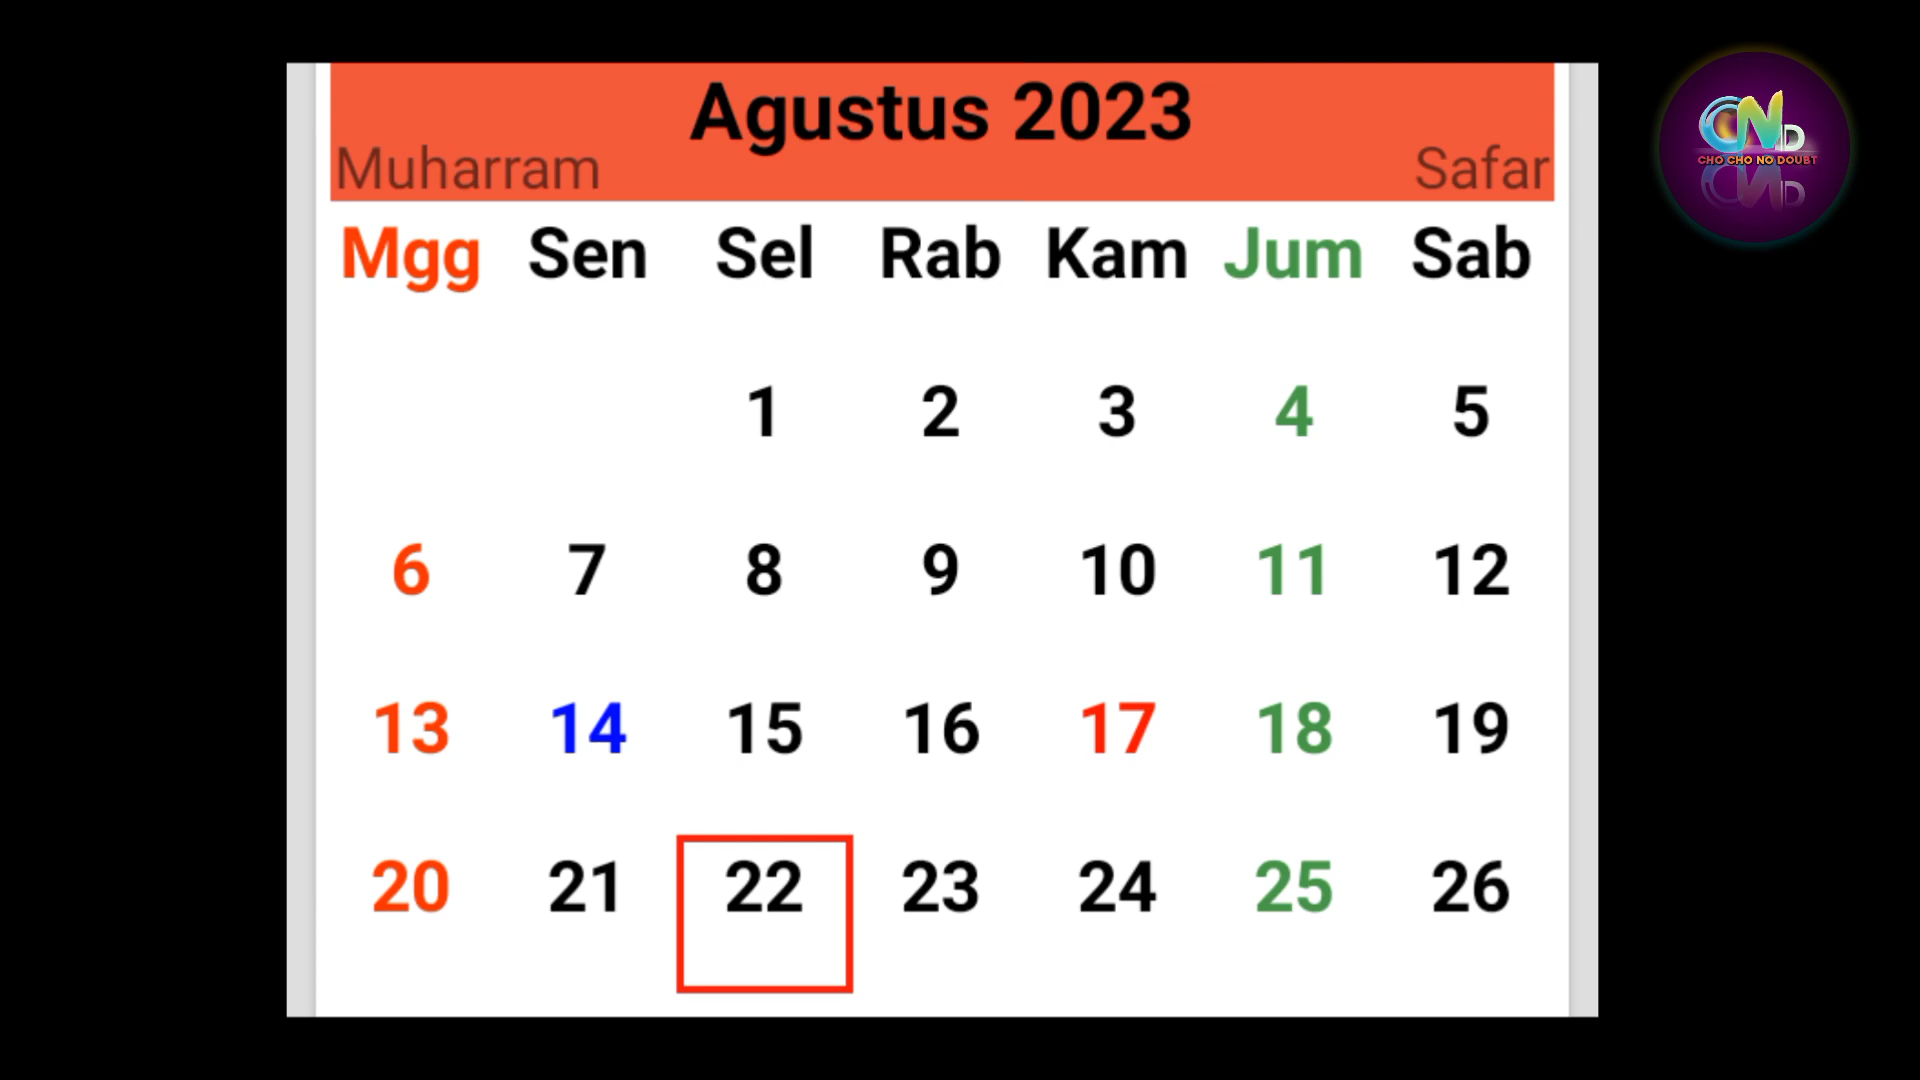 Agustus 2023
Muharram Safar
Mgg Sen Sel Rab Kam Jum Sab
1 2 3 4 5
6 7 8 9 10 11 12
13 14 15 16 17 18 19
20 21 22 23 24 25 26
CND
CHO CHO NO DOUBT